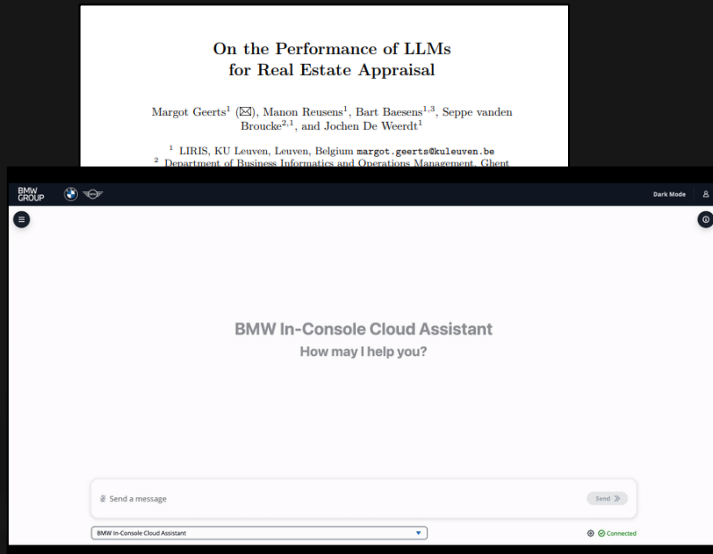 On the Performance of LLMs
for Real Estate Appraisal
Margot Geerts1 (✉), Manon Reusens1, Bart Baesens1,3, Seppe vanden
Broucke2,1, and Jochen De Weerdt1
1 LIRIS, KU Leuven, Leuven, Belgium margot.geerts@kuleuven.be
2 Department of Business Informatics and Operations Management, Ghent
BMW
GROUP
Dark Mode
BMW In-Console Cloud Assistant
How may I help you?
Send a message
Send
BMW In-Console Cloud Assistant
Connected